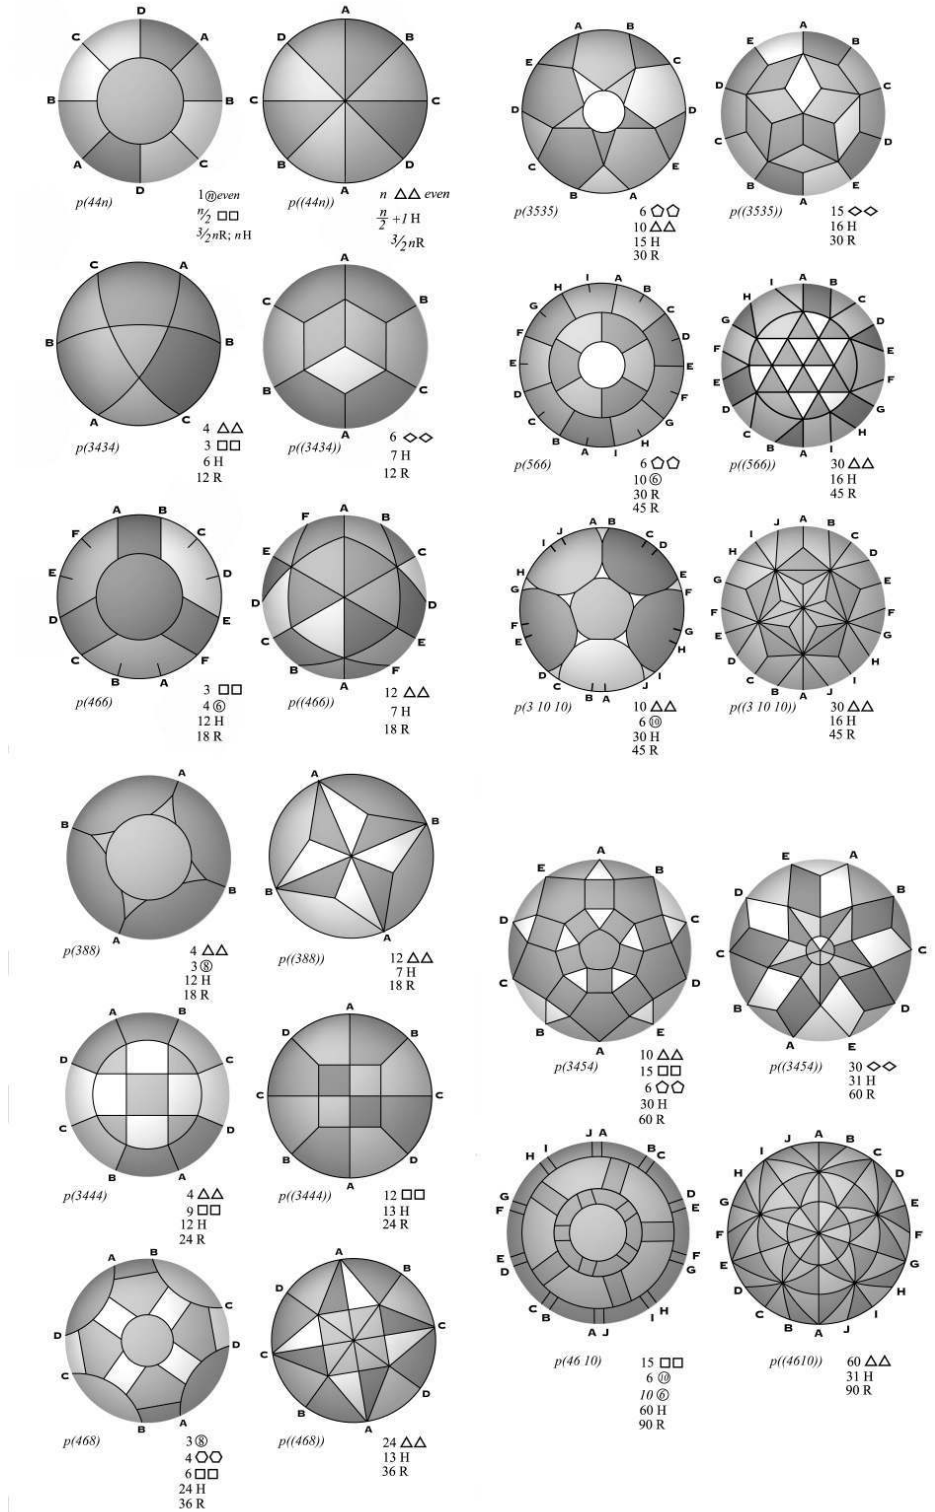 D A B C D A B C
p(44n)
1 ⓝ even
n/2 □□
3/2 nR; n H
A B C D A B C D
p((44n))
n △△ even
n/2 +1 H
3/2 nR
C A B C A B
p(3434)
4 △△
3 □□
6 H
12 R
A B C A B C
p((3434))
6 ◇◇
7 H
12 R
A B C D E F A B C D E F
p(466)
3 □□
4 ⑥
12 H
18 R
A B C D E F A B C D E F
p((466))
12 △△
7 H
18 R
A B A B
p(388)
4 △△
3 ⑧
12 H
18 R
A B A B
p((388))
12 △△
7 H
18 R
A B C D A B C D
p(3444)
4 △△
9 □□
12 H
24 R
A B C D A B C D
p((3444))
12 □□
13 H
24 R
A B C D A B C D
p(468)
3 ⑧
4 ⬡⬡
6 □□
24 H
36 R
A B C D A B C D
p((468))
24 △△
13 H
36 R
A B C D E A B C D E
p(3535)
6 ⬠⬠
10 △△
15 H
30 R
A B C D E A B C D E
p((3535))
15 ◇◇
16 H
30 R
I A B C D E F G H I A B C D E F G H
p(566)
6 ⬠⬠
10 ⑥
30 R
45 R
A B C D E F G H I A B C D E F G H I
p((566))
30 △△
16 H
45 R
A B C D E F G H I J A B C D E F G H I J
p(3 10 10)
10 △△
6 ⑩
30 H
45 R
A B C D E F G H I J A B C D E F G H I J
p((3 10 10))
30 △△
16 H
45 R
A B C D E A B C D E
p(3454)
10 △△
15 □□
6 ⬠⬠
30 H
60 R
E A B C D E A B C D
p((3454))
30 ◇◇
31 H
60 R
J A B C D E F G H I J A B C D E F G H I
p(46 10)
15 □□
6 ⑩
10 ⑥
60 H
90 R
A B C D E F G H I J A B C D E F G H I J
p((4610))
60 △△
31 H
90 R